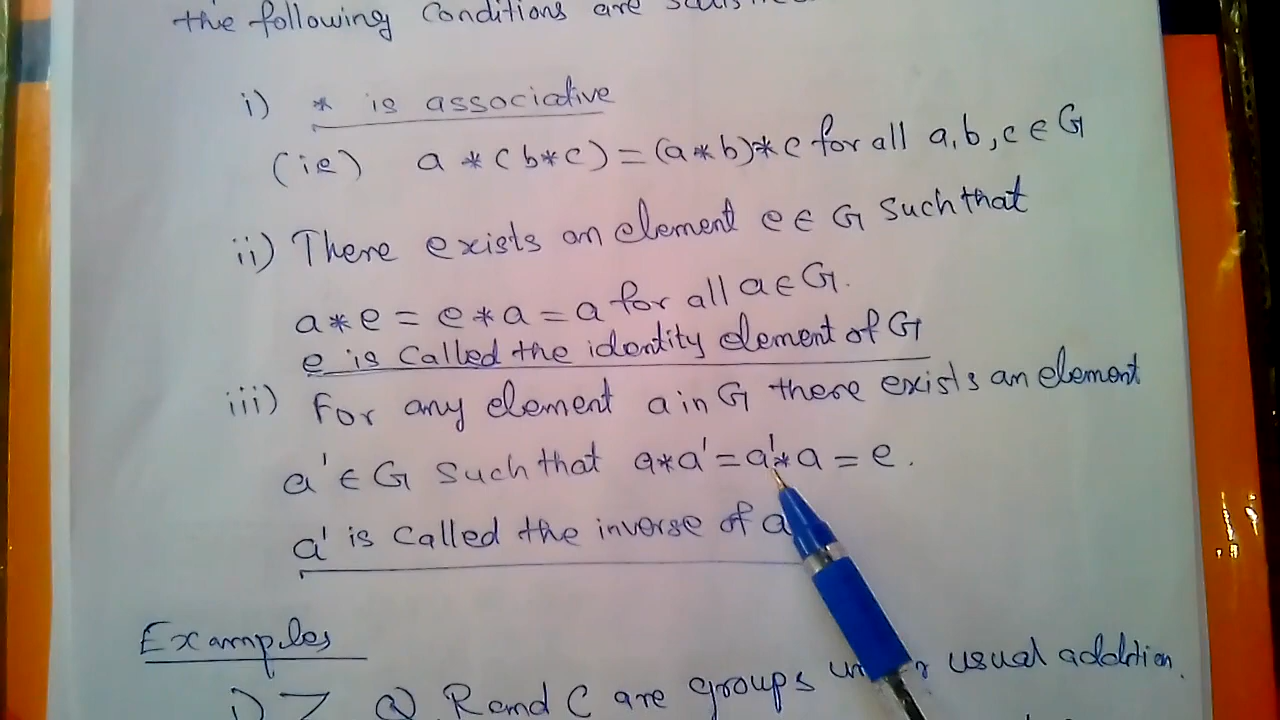 the following conditions are
i) * is associative
(ie) a * (b*c) = (a*b)*c for all a,b,c ∈ G
ii) There exists an element e ∈ G such that
a*e = e*a = a for all a ∈ G.
e is called the identity element of G
iii) For any element a in G there exists an element
a' ∈ G such that a*a' = a'*a = e.
a' is called the inverse of a
Examples
i) Z, Q, R and C are groups under usual addition.